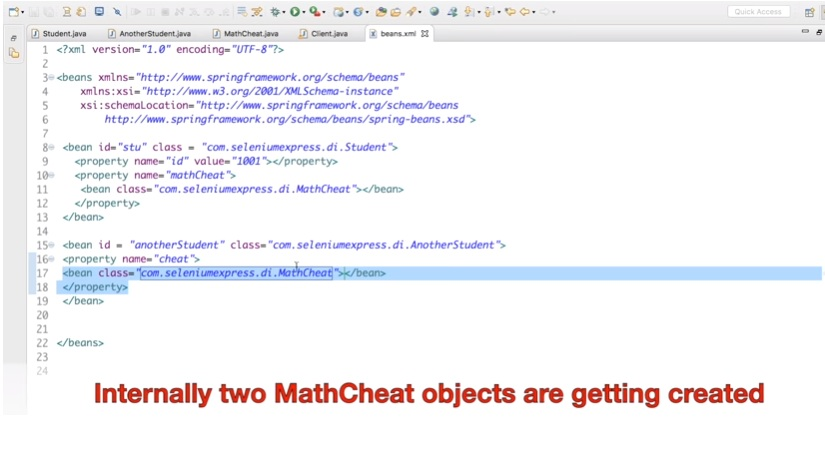 Quick Access
Student.java AnotherStudent.java MathCheat.java Client.java beans.xml
1 <?xml version="1.0" encoding="UTF-8"?>
2
3 <beans xmlns="http://www.springframework.org/schema/beans"
4 xmlns:xsi="http://www.w3.org/2001/XMLSchema-instance"
5 xsi:schemaLocation="http://www.springframework.org/schema/beans
6 http://www.springframework.org/schema/beans/spring-beans.xsd">
7
8 <bean id="stu" class = "com.seleniumexpress.di.Student">
9 <property name="id" value="1001"></property>
10 <property name="mathCheat">
11 <bean class="com.seleniumexpress.di.MathCheat"></bean>
12 </property>
13 </bean>
14
15 <bean id = "anotherStudent" class="com.seleniumexpress.di.AnotherStudent">
16 <property name="cheat">
17 <bean class="com.seleniumexpress.di.MathCheat"></bean>
18 </property>
19 </bean>
20
21
22 </beans>
23
24
Internally two MathCheat objects are getting created